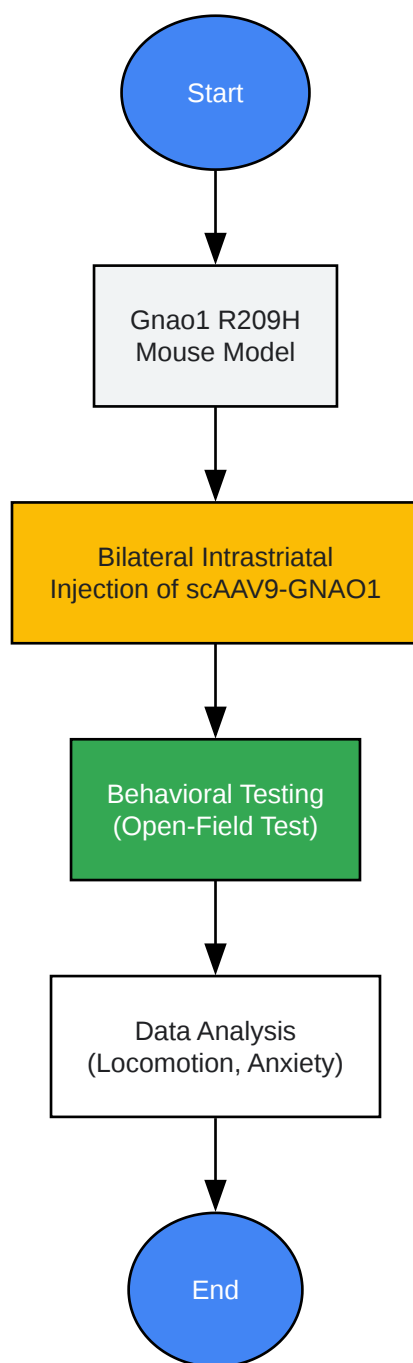 Start
Gnao1 R209H
Mouse Model
Bilateral Intrastriatal
Injection of scAAV9-GNAO1
Behavioral Testing
(Open-Field Test)
Data Analysis
(Locomotion, Anxiety)
End